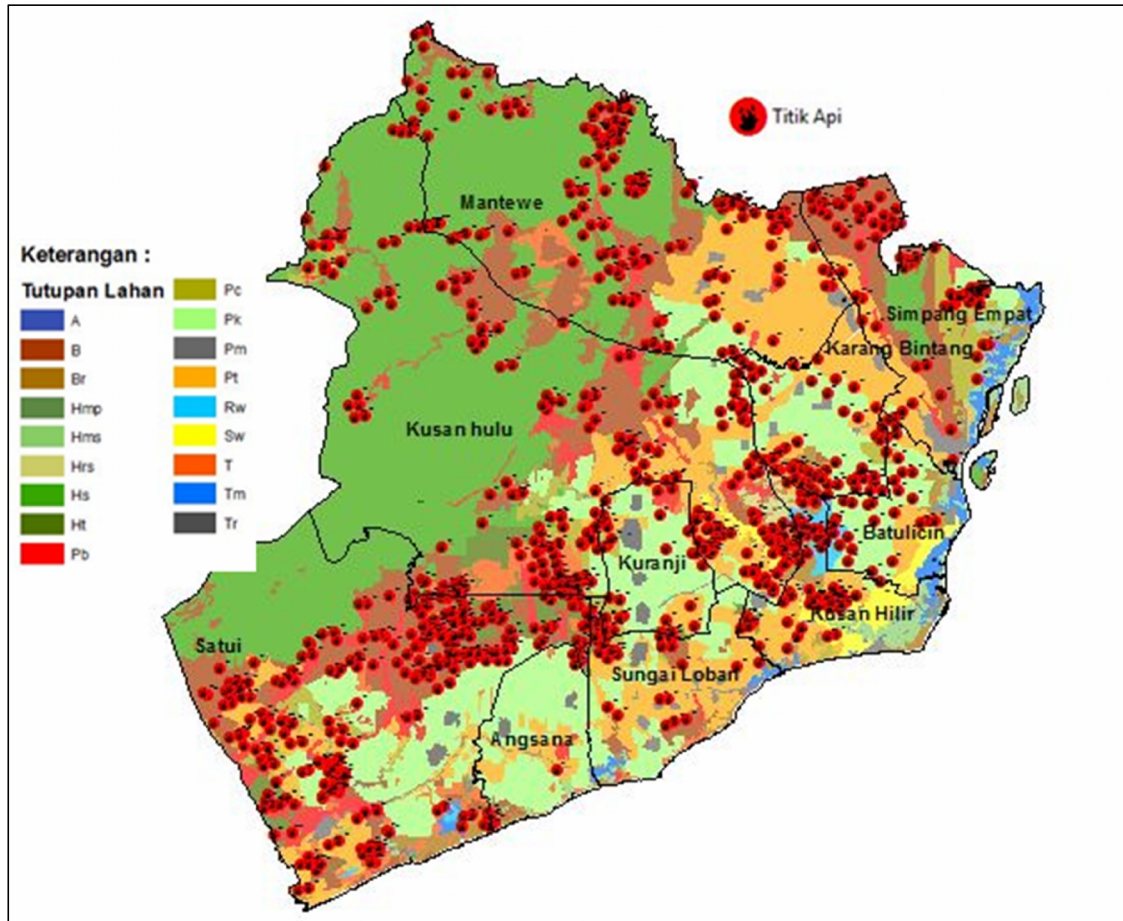 Titik Api
Mantewe
Keterangan :
Tutupan Lahan
A
B
Br
Hmp
Hms
Hrs
Hs
Ht
Pb
Pc
Pk
Pm
Pt
Rw
Sw
T
Tm
Tr
Simpang Empat
Karang Bintang
Kusan hulu
Batulicin
Kuranji
Kusan Hilir
Satui
Sungai Loban
Angsana